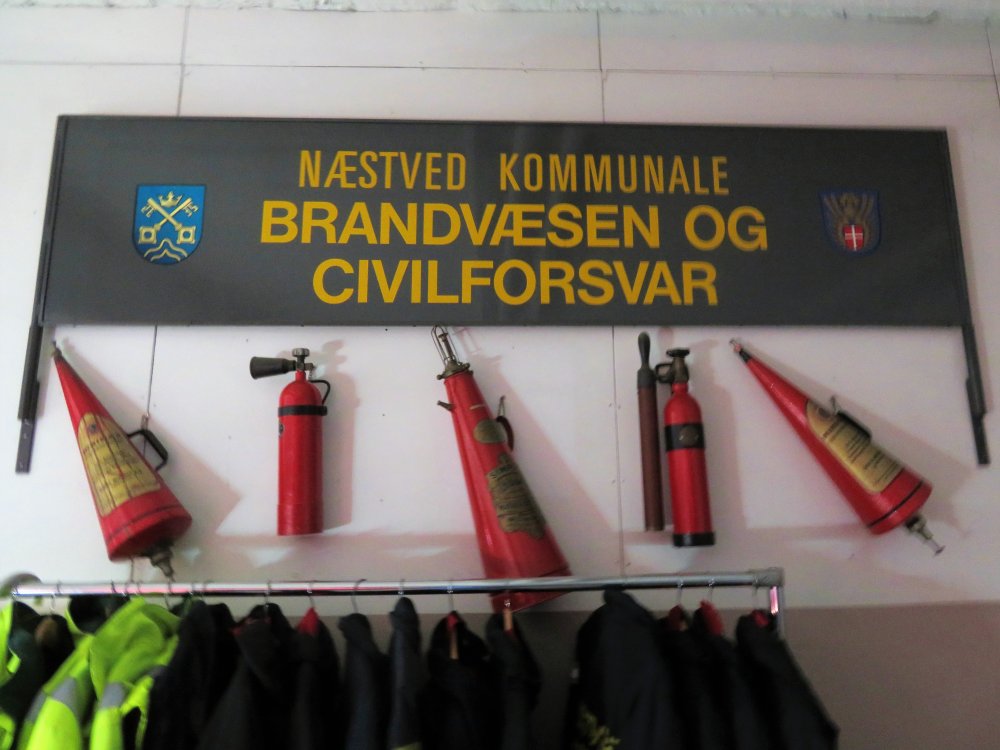 NÆSTVED KOMMUNALE
BRANDVÆSEN OG
CIVILFORSVAR